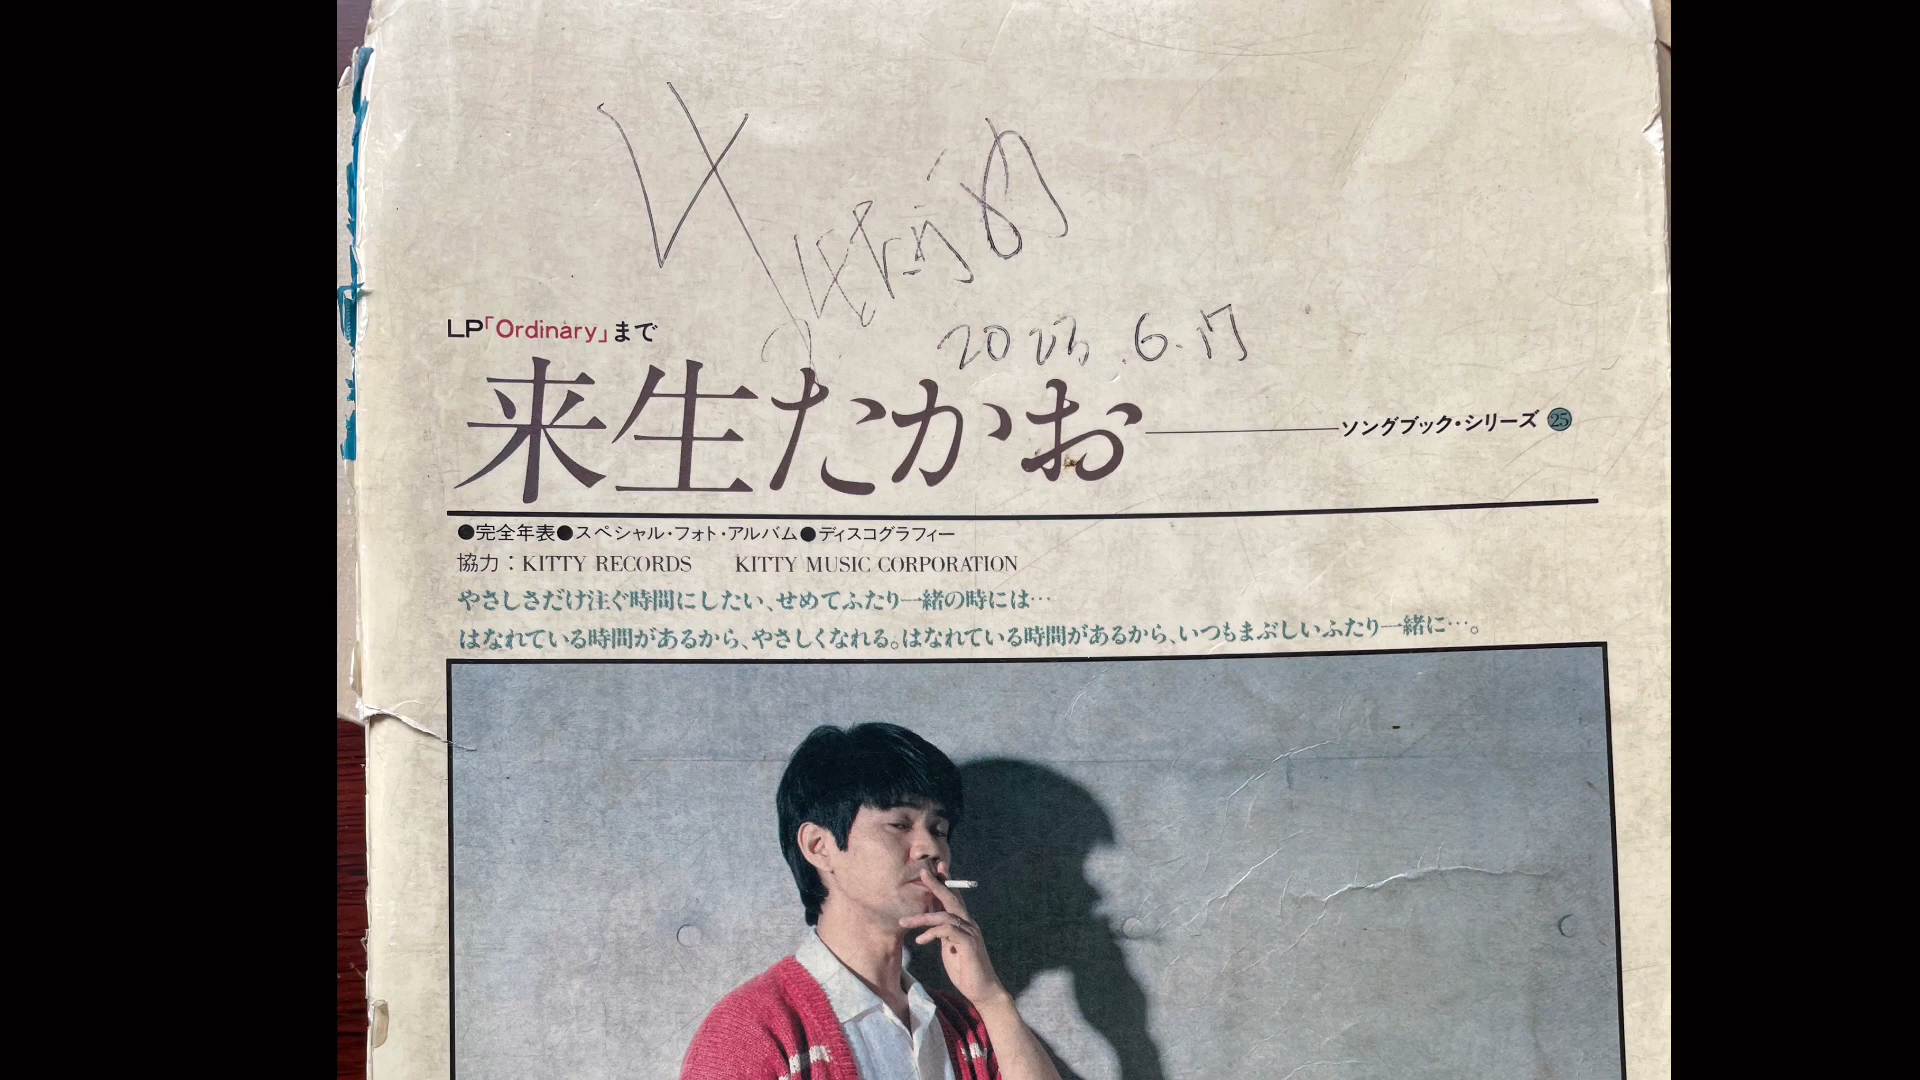 2023.6.17
LP「Ordinary」まで
来生たかお
ソングブック・シリーズ 25
●完全年表●スペシャル・フォト・アルバム●ディスコグラフィー
協力：KITTY RECORDS KITTY MUSIC CORPORATION
やさしさだけ注ぐ時間にしたい、せめてふたり一緒の時には…
はなれている時間があるから、やさしくなれる。はなれている時間があるから、いつもまぶしいふたり一緒に…。